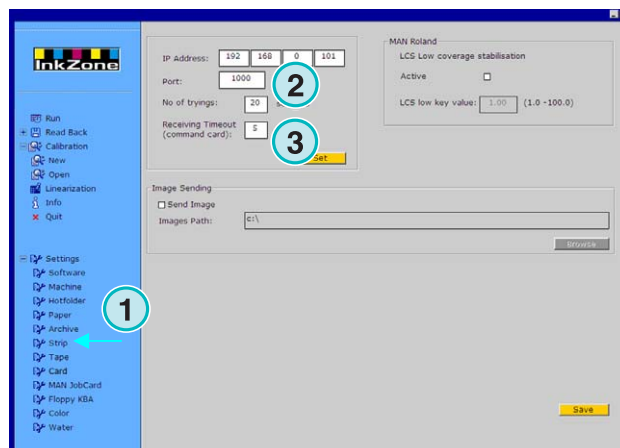 InkZone
Run
Read Back
Calibration
New
Open
Linearization
Info
Quit
Settings
Software
Machine
Hotfolder
Paper
Archive
Strip
Tape
Card
MAN JobCard
Floppy KBA
Color
Water
1
IP Address: 192 168 0 101
Port: 1000
2
No of tryings: 20
Receiving Timeout
(command card): 5
3
Set
MAN Roland
LCS Low coverage stabilisation
Active
LCS low key value: 1.00 (1.0 -100.0)
Image Sending
Send Image
Images Path: c:\
Browse
Save